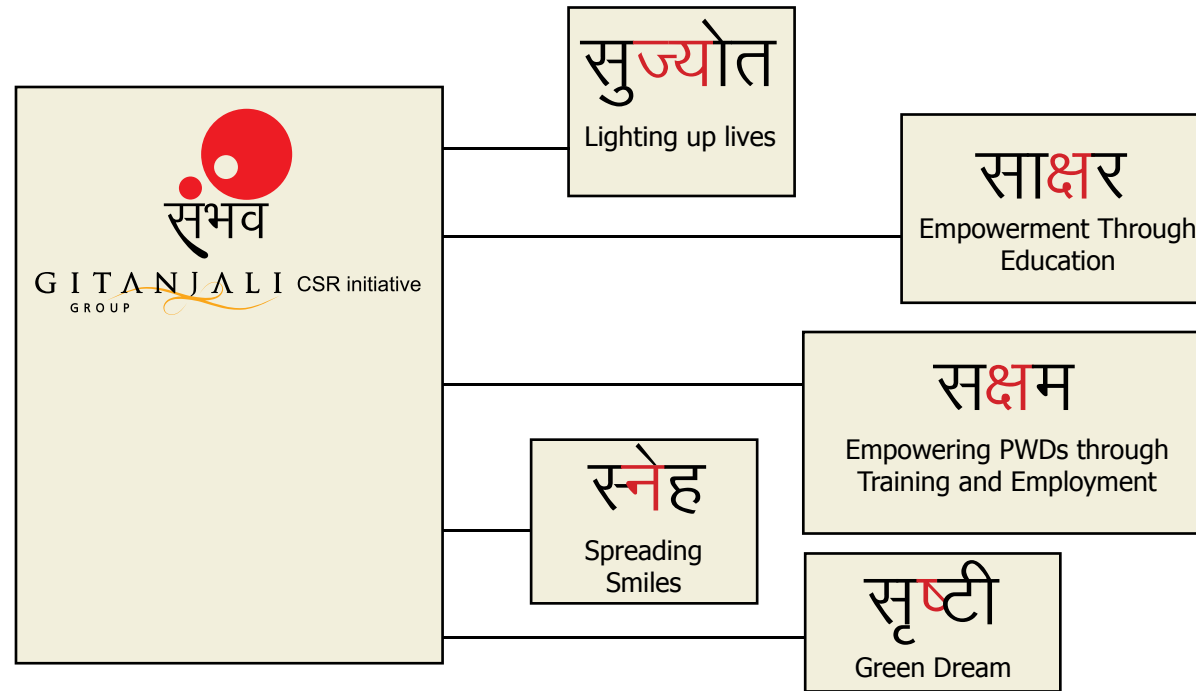 संभव
GITANJALI CSR initiative
GROUP
सुज्योत
Lighting up lives
साक्षर
Empowerment Through
Education
सक्षम
Empowering PWDs through
Training and Employment
स्नेह
Spreading
Smiles
सृष्टी
Green Dream